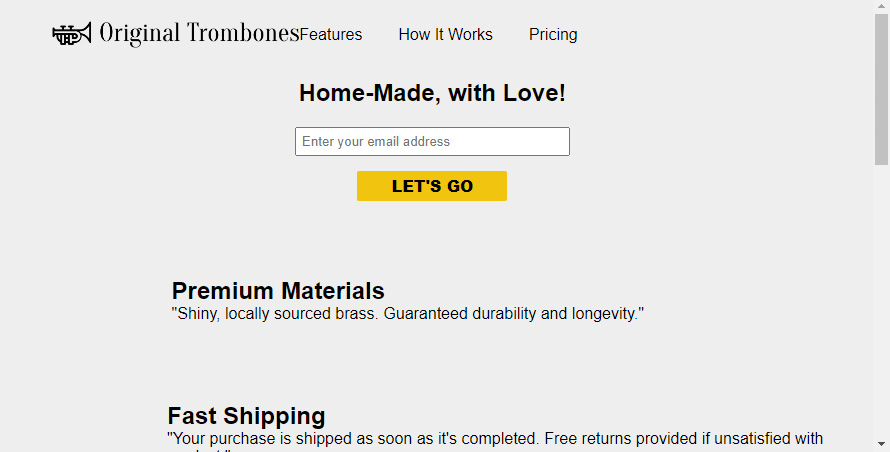 Original Trombones Features How It Works Pricing
Home-Made, with Love!
Enter your email address
LET'S GO
Premium Materials
"Shiny, locally sourced brass. Guaranteed durability and longevity."
Fast Shipping
"Your purchase is shipped as soon as it's completed. Free returns provided if unsatisfied with